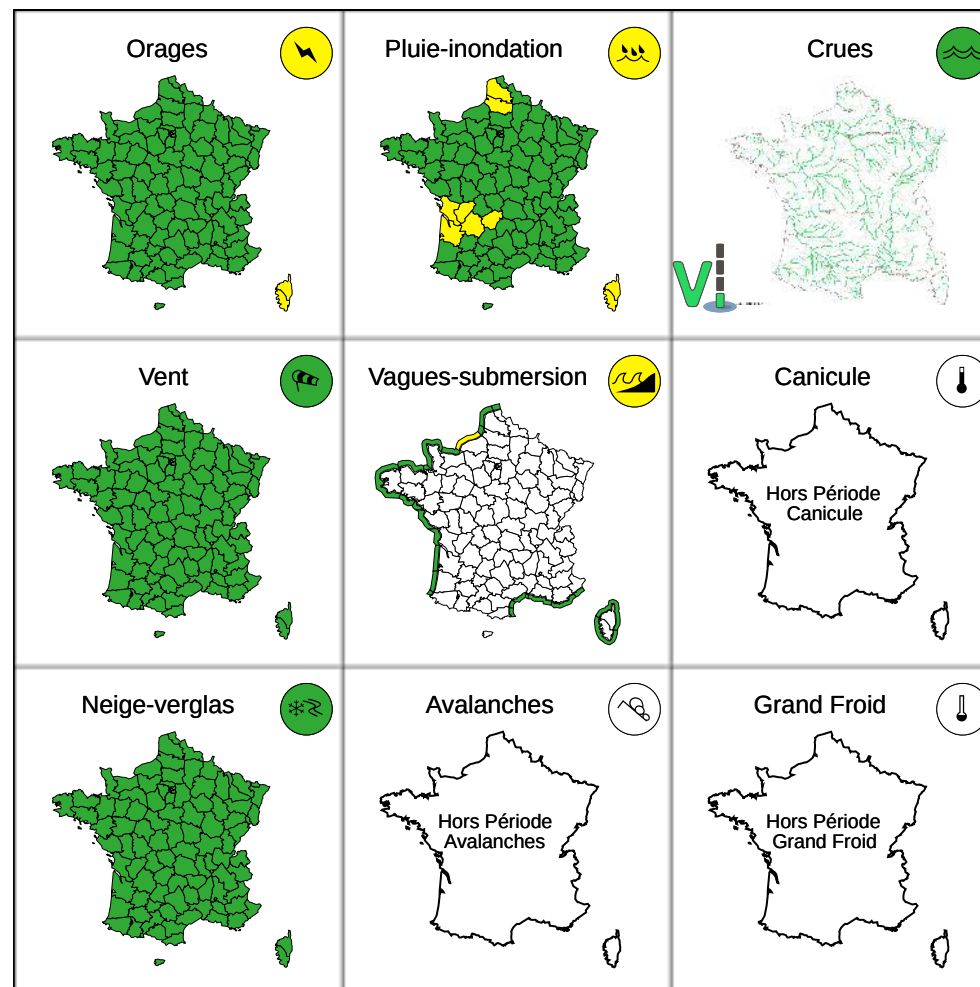 Orages
Pluie-inondation
Crues
Vent
Vagues-submersion
Canicule
Hors Période
Canicule
Neige-verglas
Avalanches
Grand Froid
Hors Période
Avalanches
Hors Période
Grand Froid